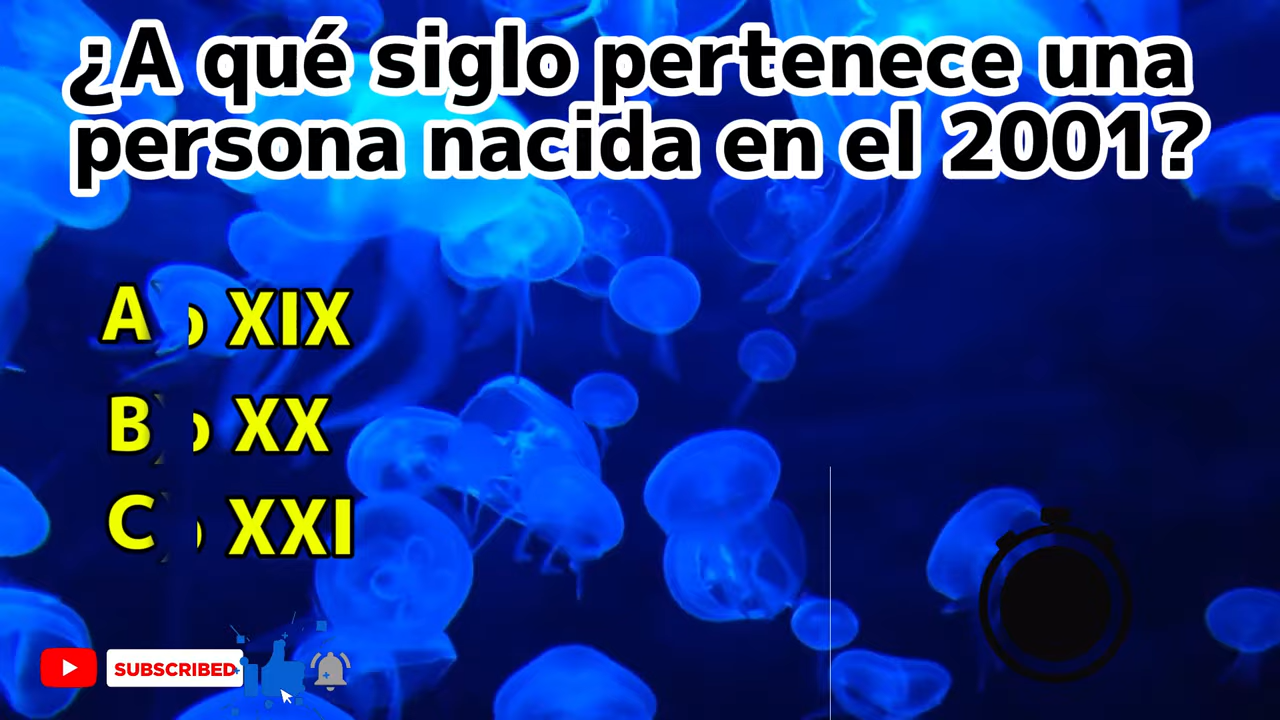 ¿A qué siglo pertenece una
persona nacida en el 2001?
A o XIX
B) o XX
C) o XXI
SUBSCRIBED